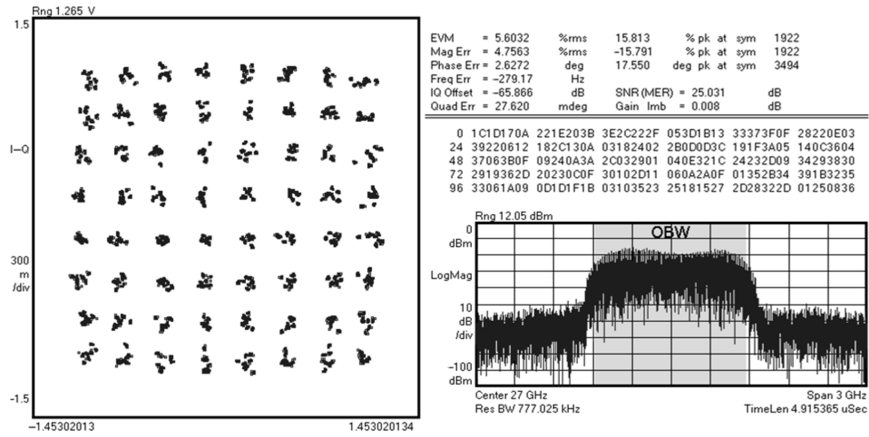 Rng 1.265 V
1.5
I-Q
300
m
/div
-1.5
-1.45302013 1.453020134
EVM = 5.6032 %rms 15.813 % pk at sym 1922
Mag Err = 4.7563 %rms -15.791 % pk at sym 1922
Phase Err = 2.6272 deg 17.550 deg pk at sym 3494
Freq Err = -279.17 Hz
IQ Offset = -65.866 dB SNR (MER) = 25.031 dB
Quad Err = 27.620 mdeg Gain Imb = 0.008 dB
0 1C1D170A 221E203B 3E2C222F 053D1B13 33373F0F 28220E03
24 39220612 182C130A 03182402 2B0D0D3C 191F3A05 140C3604
48 37063B0F 09240A3A 2C032901 040E321C 24232D09 34293830
72 2919362D 20230C0F 30102D11 060A2A0F 01352B34 391B3235
96 33061A09 0D1D1F1B 03103523 25181527 2D28322D 01250836
Rng 12.05 dBm
0
dBm
OBW
LogMag
10
dB
/div
-100
dBm
Center 27 GHz Span 3 GHz
Res BW 777.025 kHz TimeLen 4.915365 uSec